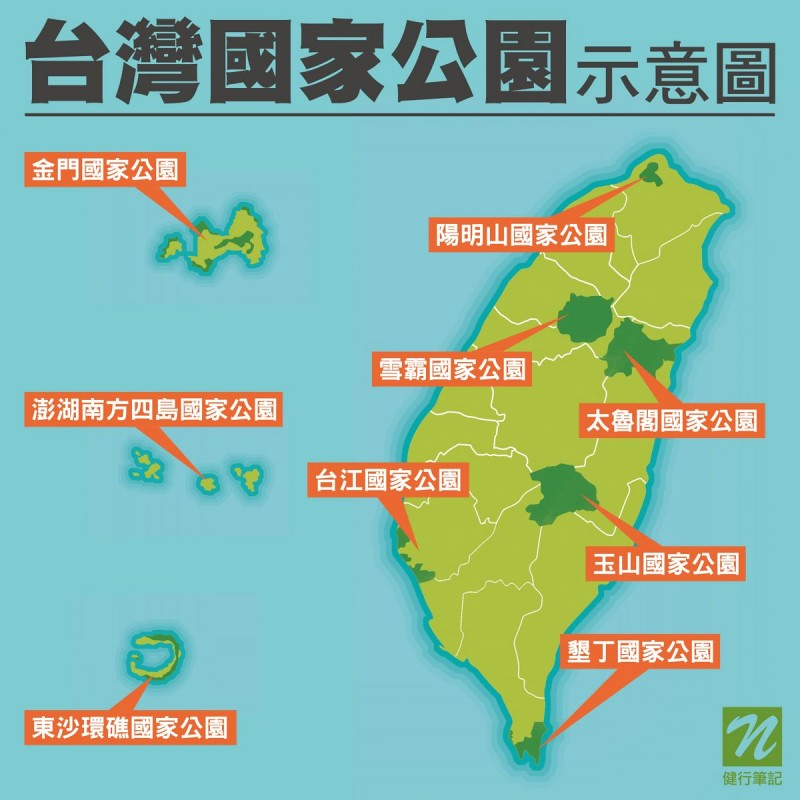 台灣國家公園示意圖
金門國家公園
陽明山國家公園
雪霸國家公園
澎湖南方四島國家公園
太魯閣國家公園
台江國家公園
玉山國家公園
墾丁國家公園
東沙環礁國家公園
n
健行筆記